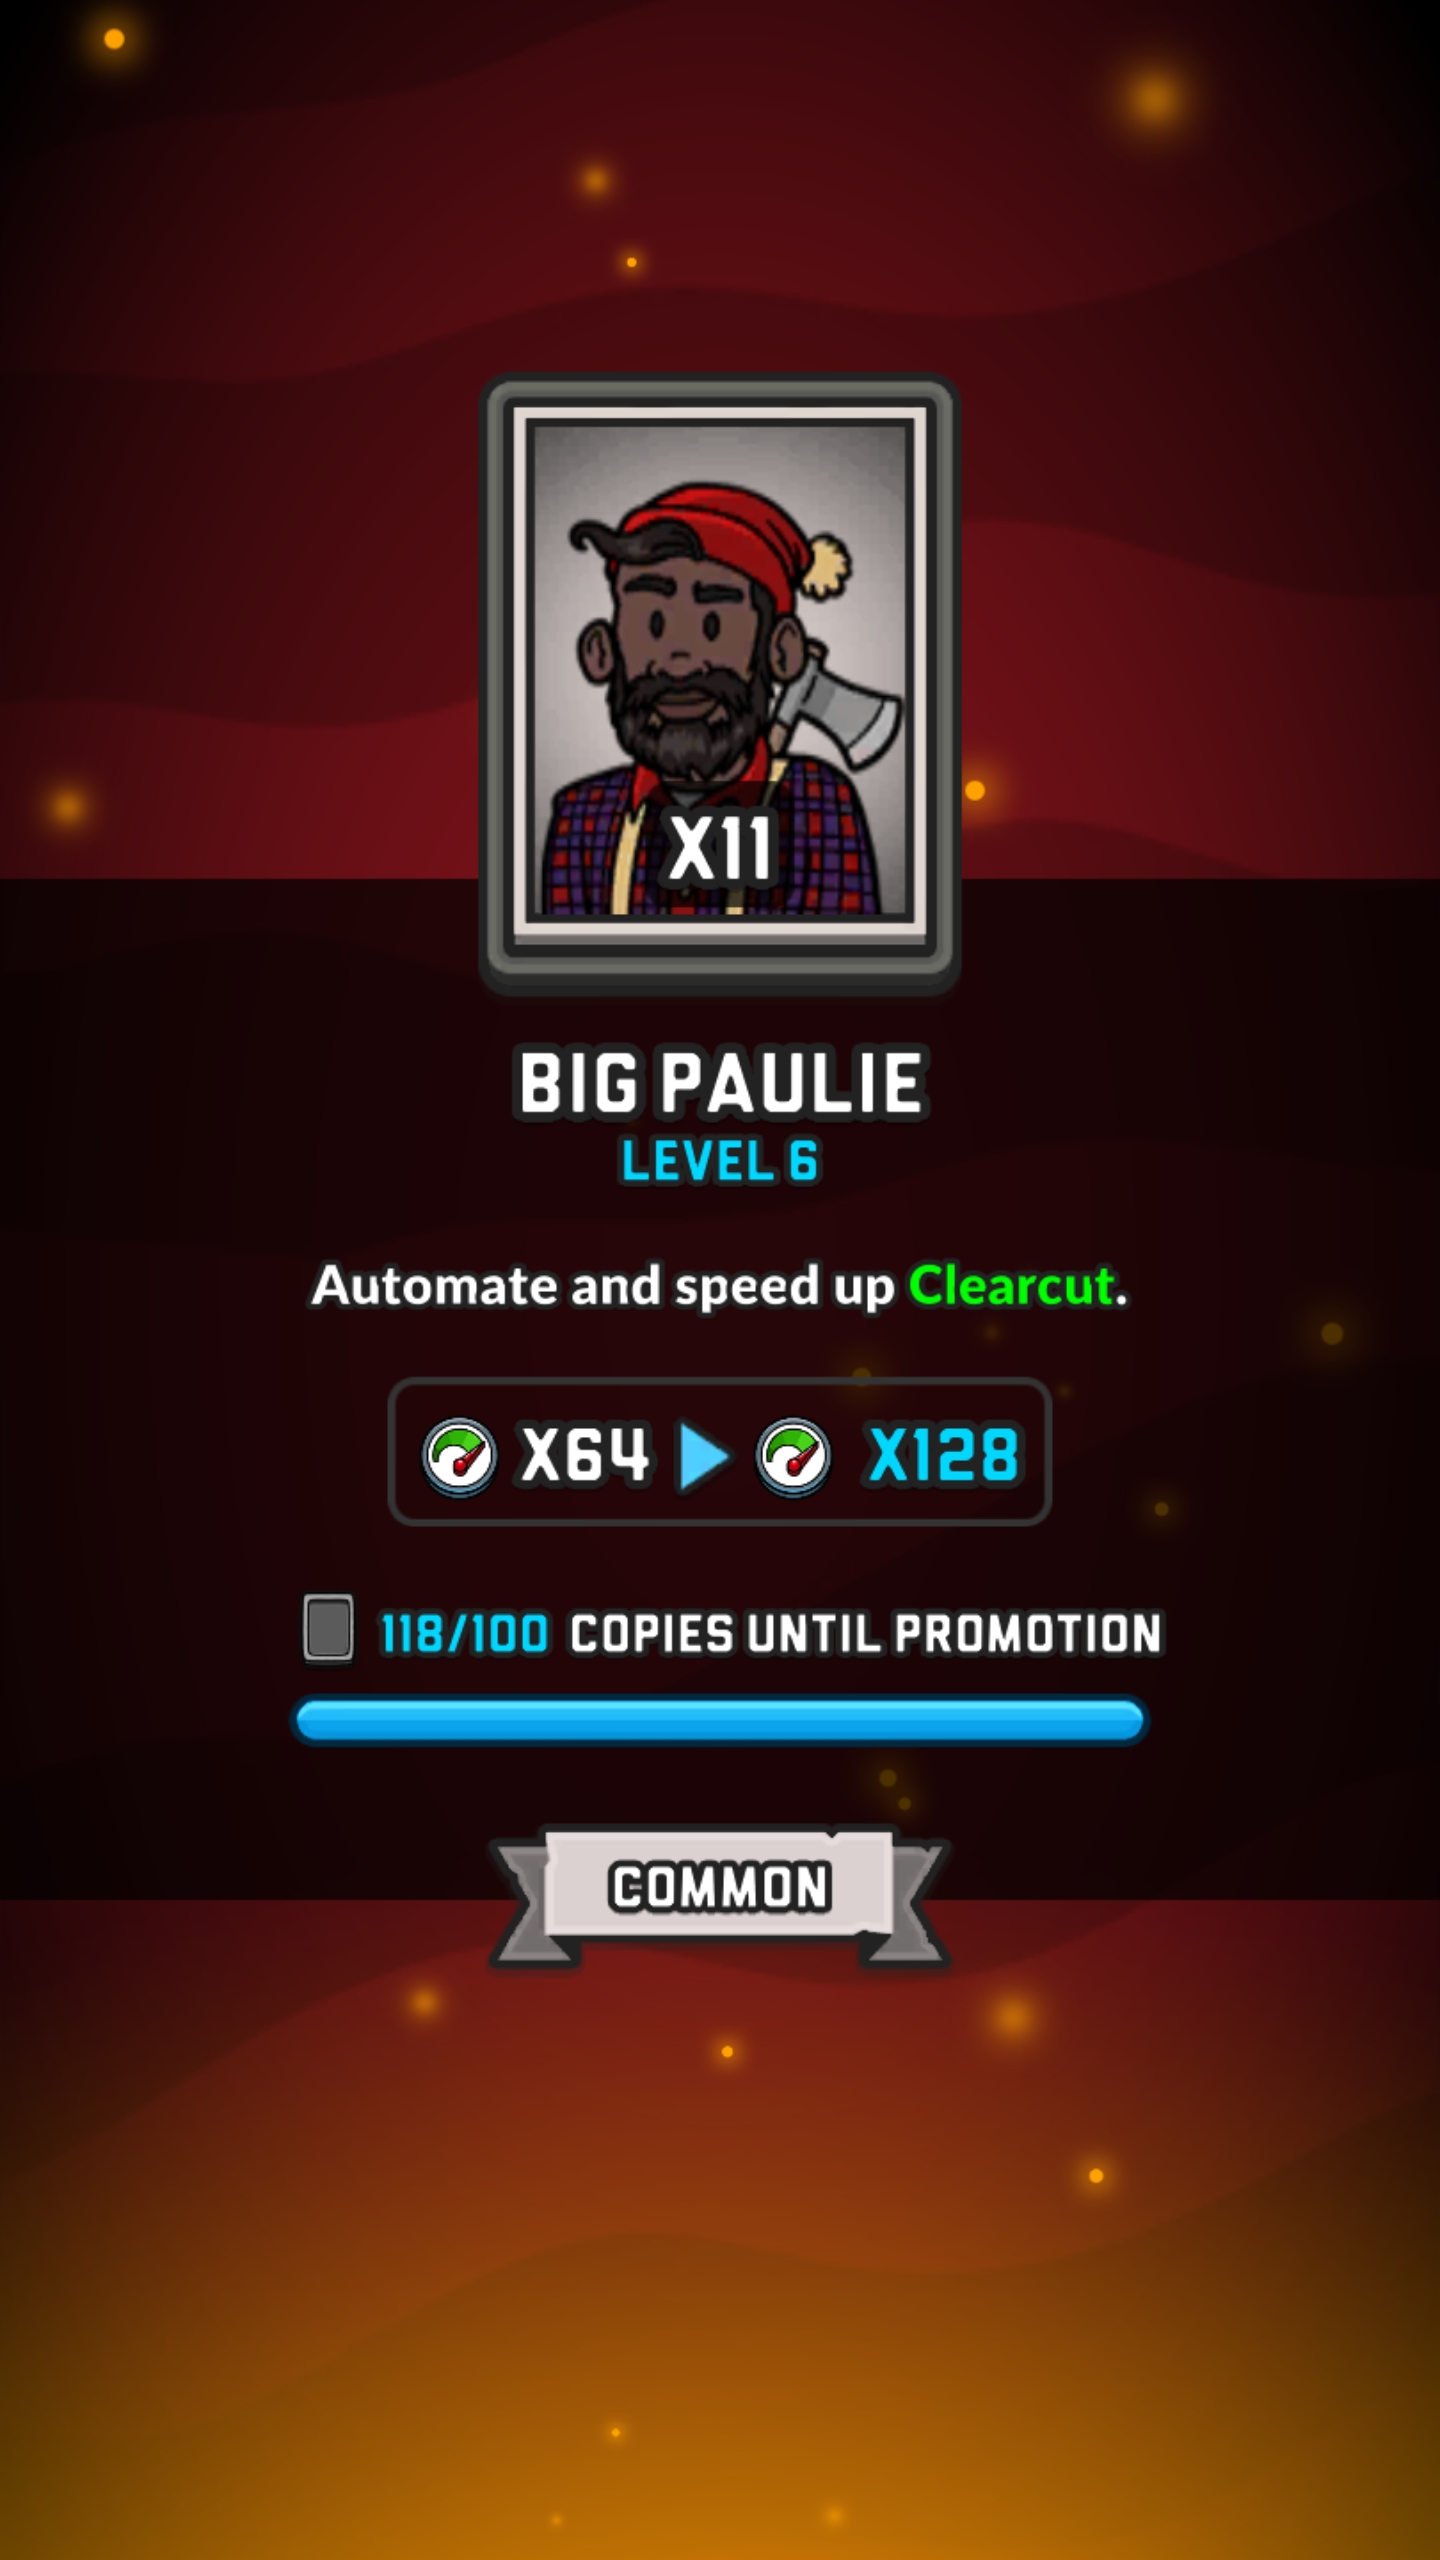 X11
BIG PAULIE
LEVEL 6
Automate and speed up Clearcut.
X64 X128
118/100 COPIES UNTIL PROMOTION
COMMON